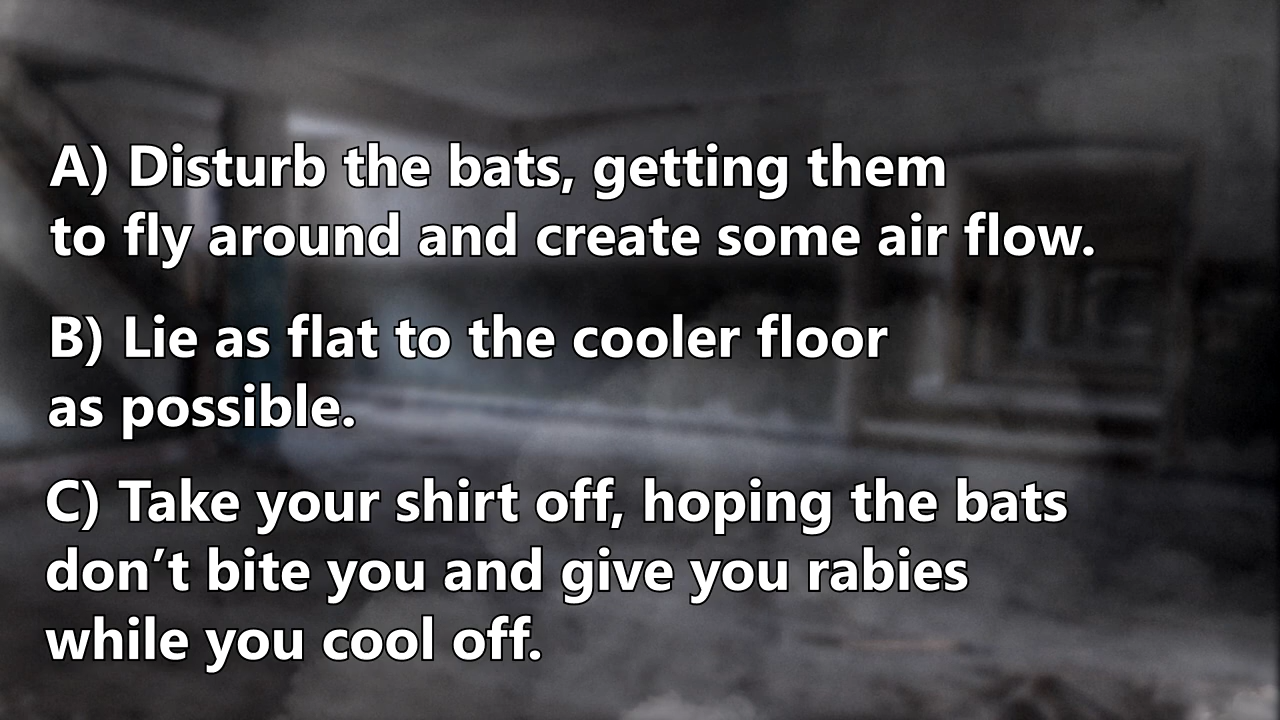 A) Disturb the bats, getting them
to fly around and create some air flow.
B) Lie as flat to the cooler floor
as possible.
C) Take your shirt off, hoping the bats
don’t bite you and give you rabies
while you cool off.